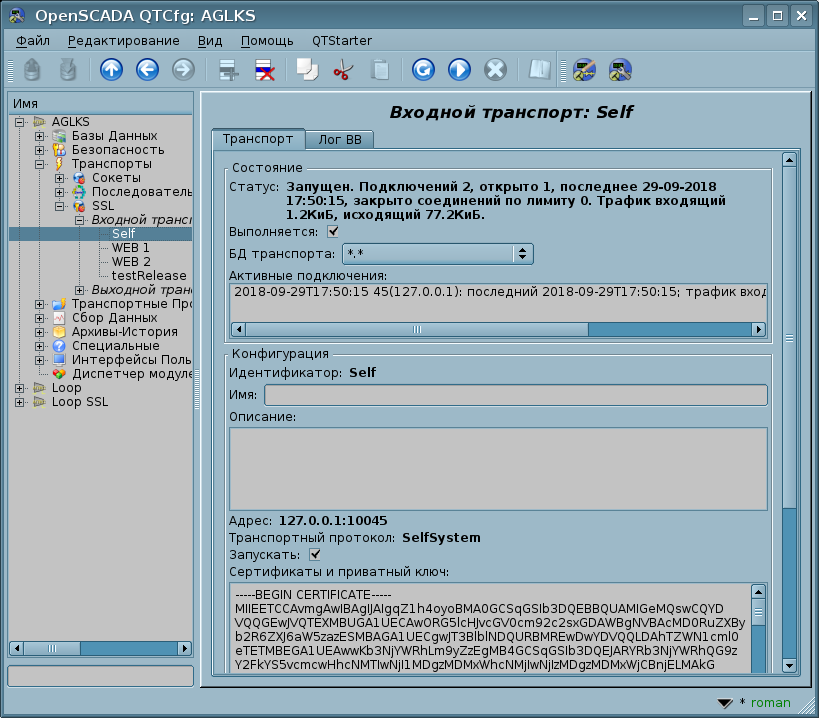 OpenSCADA QTCfg: AGLKS
Файл Редактирование Вид Помощь QTStarter
Имя
AGLKS
Базы Данных
Безопасность
Транспорты
Сокеты
Последователь
SSL
Входной трансп
Self
WEB 1
WEB 2
testRelease
Выходной транс
Транспортные Про
Сбор Данных
Архивы-История
Специальные
Интерфейсы Поль
Диспетчер модуле
Loop
Loop SSL
Входной транспорт: Self
Транспорт Лог ВВ
Состояние
Статус: Запущен. Подключений 2, открыто 1, последнее 29-09-2018
17:50:15, закрыто соединений по лимиту 0. Трафик входящий
1.2КиБ, исходящий 77.2КиБ.
Выполняется:
БД транспорта: *.*
Активные подключения:
2018-09-29T17:50:15 45(127.0.0.1): последний 2018-09-29T17:50:15; трафик вход
Конфигурация
Идентификатор: Self
Имя:
Описание:
Адрес: 127.0.0.1:10045
Транспортный протокол: SelfSystem
Запускать:
Сертификаты и приватный ключ:
-----BEGIN CERTIFICATE-----
* roman